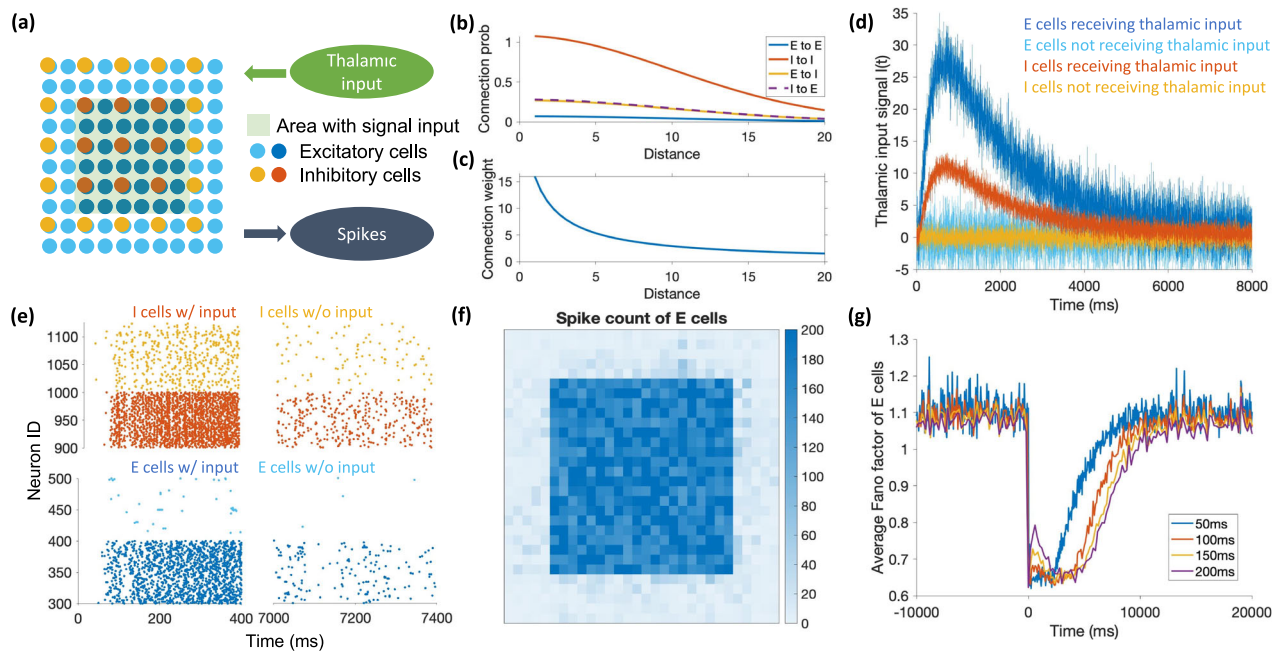 (a)
Thalamic
input
Area with signal input
Excitatory cells
Inhibitory cells
Spikes
(b)
Connection prob
1
0.5
0
0
5
10
15
20
Distance
E to E
I to I
E to I
I to E
(c)
Connection weight
15
10
5
0
0
5
10
15
20
Distance
(d)
E cells receiving thalamic input
E cells not receiving thalamic input
I cells receiving thalamic input
I cells not receiving thalamic input
Thalamic input signal I(t)
35
30
25
20
15
10
5
0
-5
0
2000
4000
6000
8000
Time (ms)
(e)
I cells w/ input
I cells w/o input
Neuron ID
1100
1050
1000
950
900
E cells w/ input
E cells w/o input
500
450
400
350
300
0
200
400
7000
7200
7400
Time (ms)
(f)
Spike count of E cells
200
180
160
140
120
100
80
60
40
20
0
(g)
Average Fano factor of E cells
1.3
1.2
1.1
1
0.9
0.8
0.7
0.6
-10000
0
10000
20000
Time (ms)
50ms
100ms
150ms
200ms